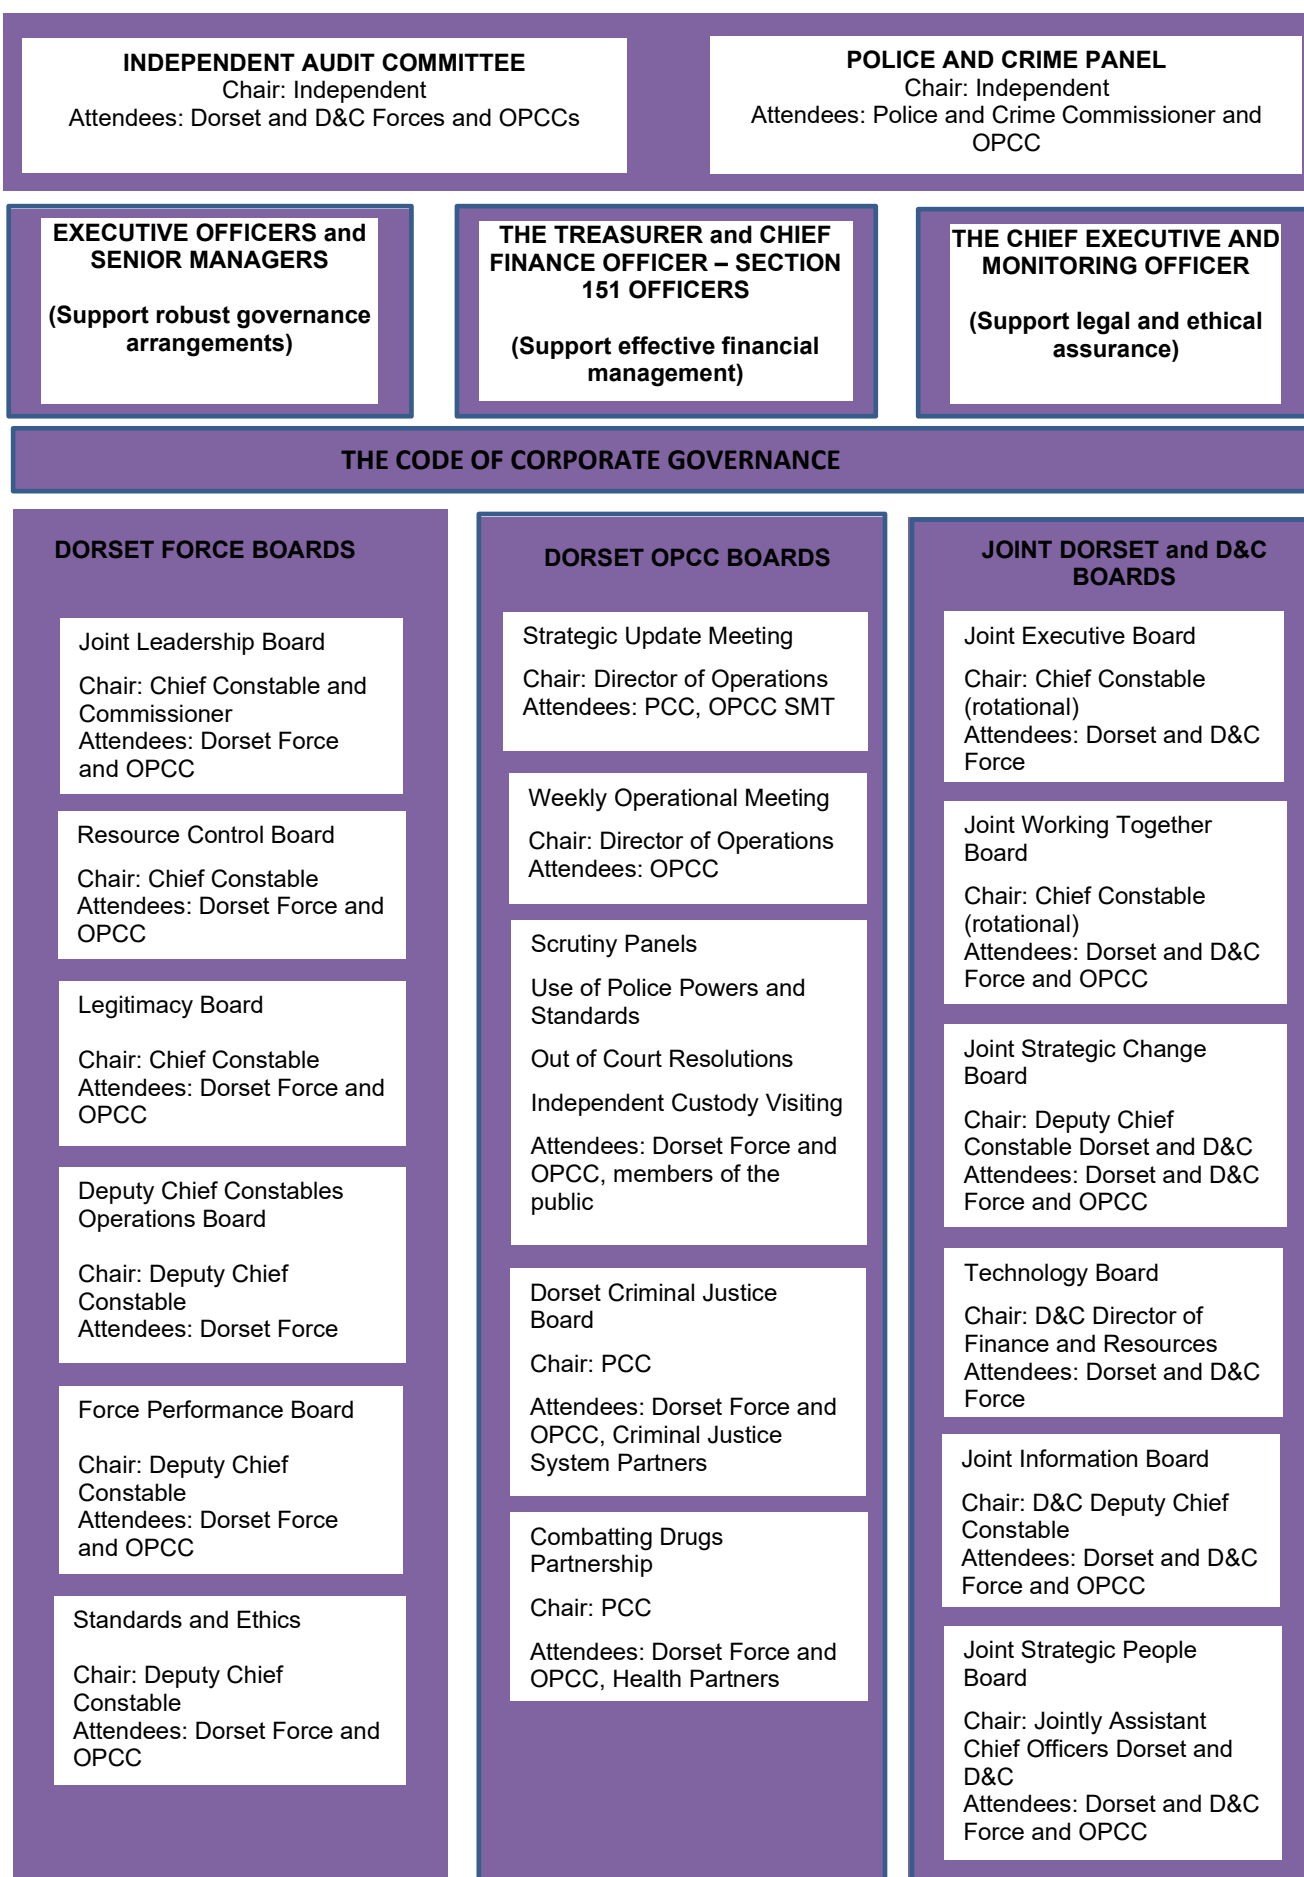 INDEPENDENT AUDIT COMMITTEE
Chair: Independent
Attendees: Dorset and D&C Forces and OPCCs
POLICE AND CRIME PANEL
Chair: Independent
Attendees: Police and Crime Commissioner and
OPCC
EXECUTIVE OFFICERS and
SENIOR MANAGERS
(Support robust governance
arrangements)
THE TREASURER and CHIEF
FINANCE OFFICER – SECTION
151 OFFICERS
(Support effective financial
management)
THE CHIEF EXECUTIVE AND
MONITORING OFFICER
(Support legal and ethical
assurance)
THE CODE OF CORPORATE GOVERNANCE
DORSET FORCE BOARDS
Joint Leadership Board
Chair: Chief Constable and
Commissioner
Attendees: Dorset Force
and OPCC
Resource Control Board
Chair: Chief Constable
Attendees: Dorset Force and
OPCC
Legitimacy Board
Chair: Chief Constable
Attendees: Dorset Force and
OPCC
Deputy Chief Constables
Operations Board
Chair: Deputy Chief
Constable
Attendees: Dorset Force
Force Performance Board
Chair: Deputy Chief
Constable
Attendees: Dorset Force
and OPCC
Standards and Ethics
Chair: Deputy Chief
Constable
Attendees: Dorset Force and
OPCC
DORSET OPCC BOARDS
Strategic Update Meeting
Chair: Director of Operations
Attendees: PCC, OPCC SMT
Weekly Operational Meeting
Chair: Director of Operations
Attendees: OPCC
Scrutiny Panels
Use of Police Powers and
Standards
Out of Court Resolutions
Independent Custody Visiting
Attendees: Dorset Force and
OPCC, members of the
public
Dorset Criminal Justice
Board
Chair: PCC
Attendees: Dorset Force and
OPCC, Criminal Justice
System Partners
Combatting Drugs
Partnership
Chair: PCC
Attendees: Dorset Force and
OPCC, Health Partners
JOINT DORSET and D&C
BOARDS
Joint Executive Board
Chair: Chief Constable
(rotational)
Attendees: Dorset and D&C
Force
Joint Working Together
Board
Chair: Chief Constable
(rotational)
Attendees: Dorset and D&C
Force and OPCC
Joint Strategic Change
Board
Chair: Deputy Chief
Constable Dorset and D&C
Attendees: Dorset and D&C
Force and OPCC
Technology Board
Chair: D&C Director of
Finance and Resources
Attendees: Dorset and D&C
Force
Joint Information Board
Chair: D&C Deputy Chief
Constable
Attendees: Dorset and D&C
Force and OPCC
Joint Strategic People
Board
Chair: Jointly Assistant
Chief Officers Dorset and
D&C
Attendees: Dorset and D&C
Force and OPCC